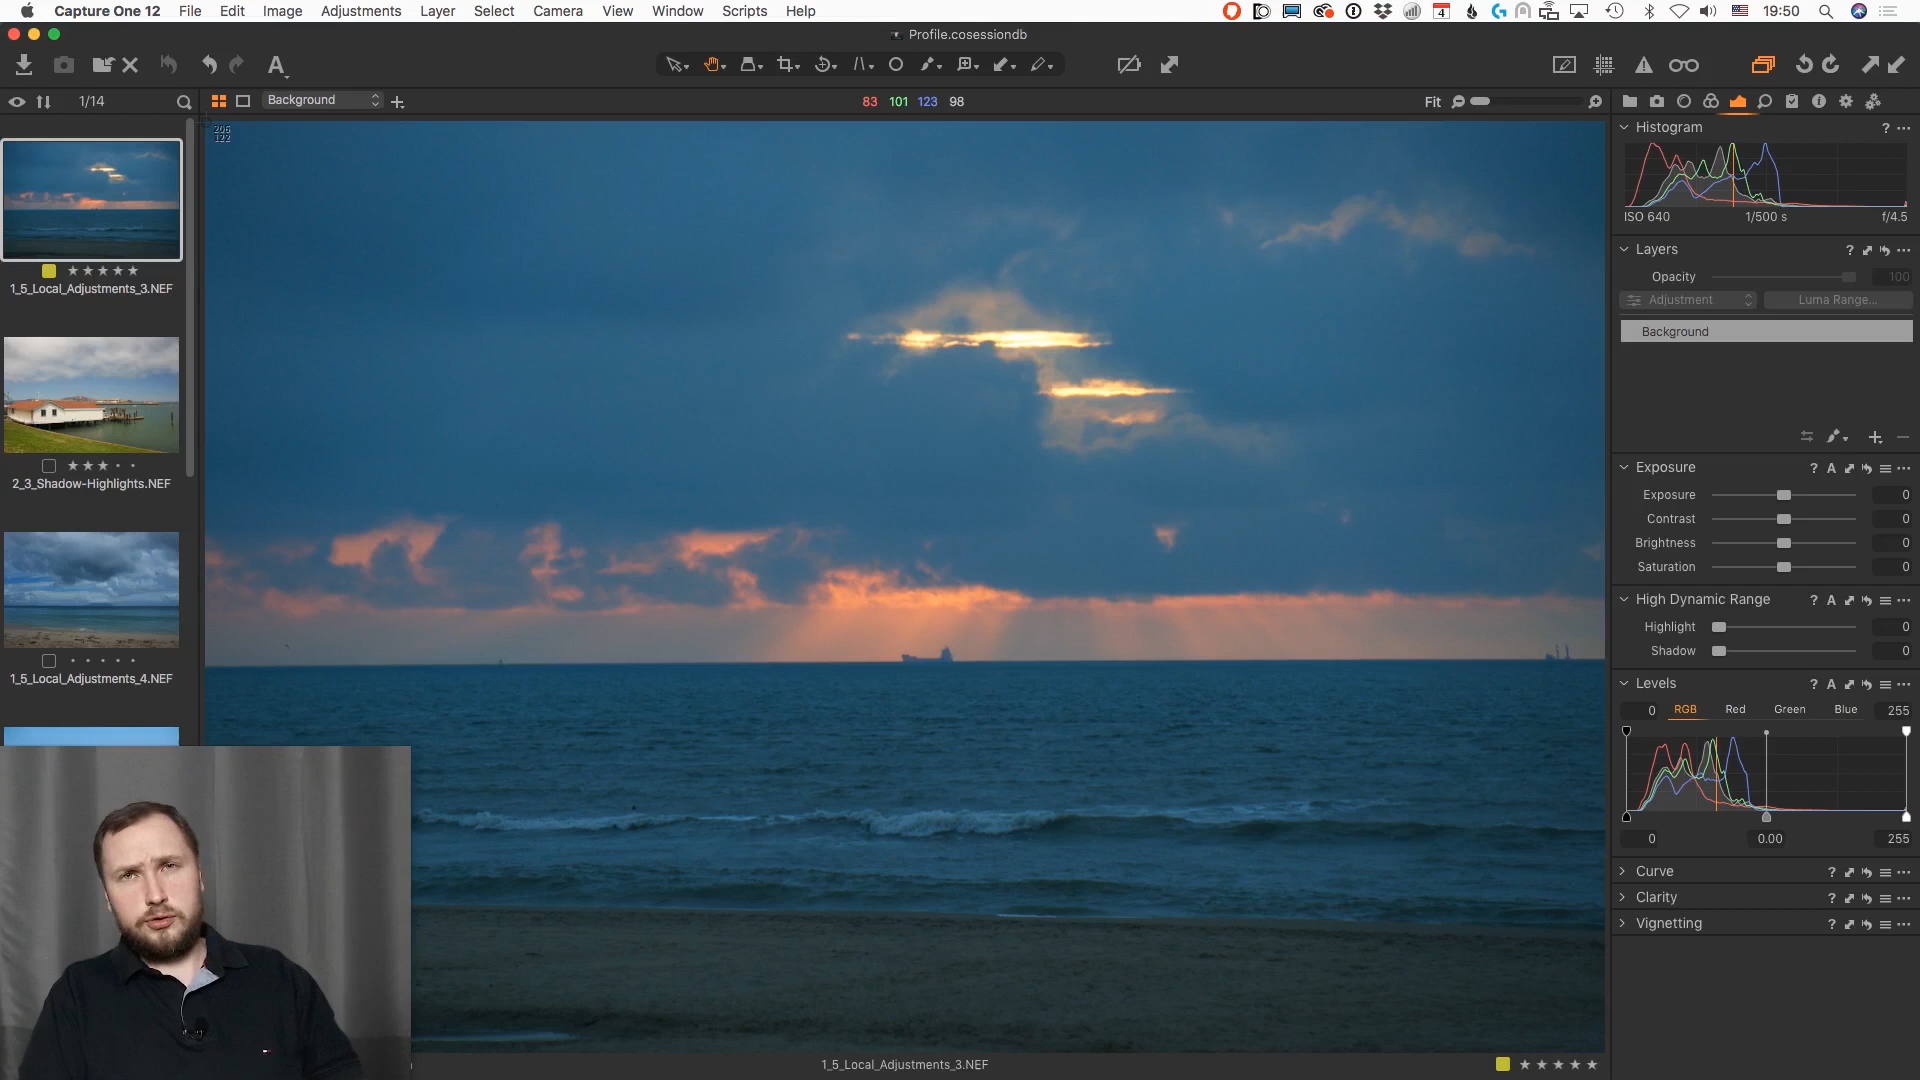 Capture One 12 File Edit Image Adjustments Layer Select Camera View Window Scripts Help 4 19:50
Profile.cosessiondb
A
1/14 Background 83 101 123 98 Fit
206
122
Histogram ?
ISO 640 1/500 s f/4.5
Layers ?
Opacity 100
Adjustment Luma Range...
Background
1_5_Local_Adjustments_3.NEF
2_3_Shadow-Highlights.NEF
1_5_Local_Adjustments_4.NEF
Exposure ? A
Exposure 0
Contrast 0
Brightness 0
Saturation 0
High Dynamic Range ? A
Highlight 0
Shadow 0
Levels ? A
0 RGB Red Green Blue 255
0 0.00 255
Curve ?
Clarity ?
Vignetting ?
1_5_Local_Adjustments_3.NEF